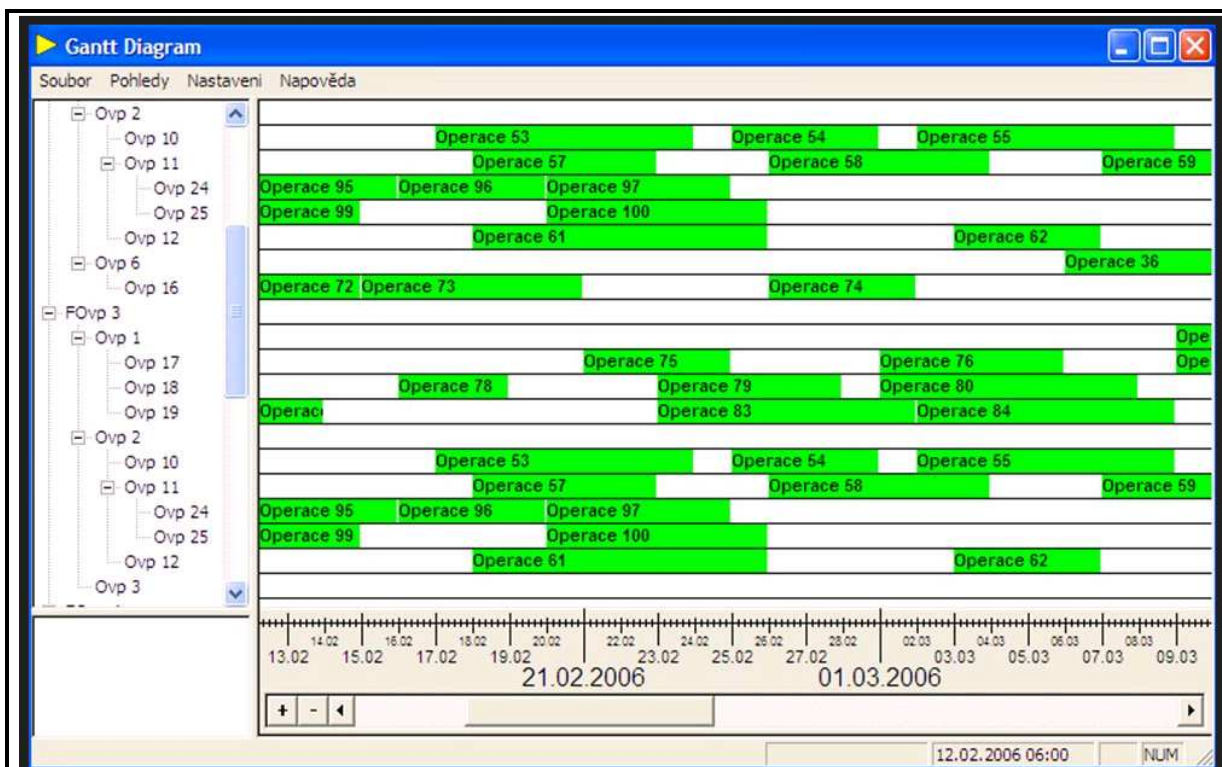 Gantt Diagram
Soubor Pohledy Nastaveni Napověda
Ovp 2
Ovp 10 Operace 53 Operace 54 Operace 55
Ovp 11 Operace 57 Operace 58 Operace 59
Ovp 24 Operace 95 Operace 96 Operace 97
Ovp 25 Operace 99 Operace 100
Ovp 12 Operace 61 Operace 62
Ovp 6 Operace 36
Ovp 16 Operace 72 Operace 73 Operace 74
FOvp 3
Ovp 1 Ope
Ovp 17 Operace 75 Operace 76 Ope
Ovp 18 Operace 78 Operace 79 Operace 80
Ovp 19 Operac Operace 83 Operace 84
Ovp 2
Ovp 10 Operace 53 Operace 54 Operace 55
Ovp 11 Operace 57 Operace 58 Operace 59
Ovp 24 Operace 95 Operace 96 Operace 97
Ovp 25 Operace 99 Operace 100
Ovp 12 Operace 61 Operace 62
Ovp 3
14.02 16.02 18.02 20.02 22.02 24.02 26.02 28.02 02.03 04.03 06.03 08.03
13.02 15.02 17.02 19.02 23.02 25.02 27.02 03.03 05.03 07.03 09.03
21.02.2006 01.03.2006
+ -
12.02.2006 06:00 NUM